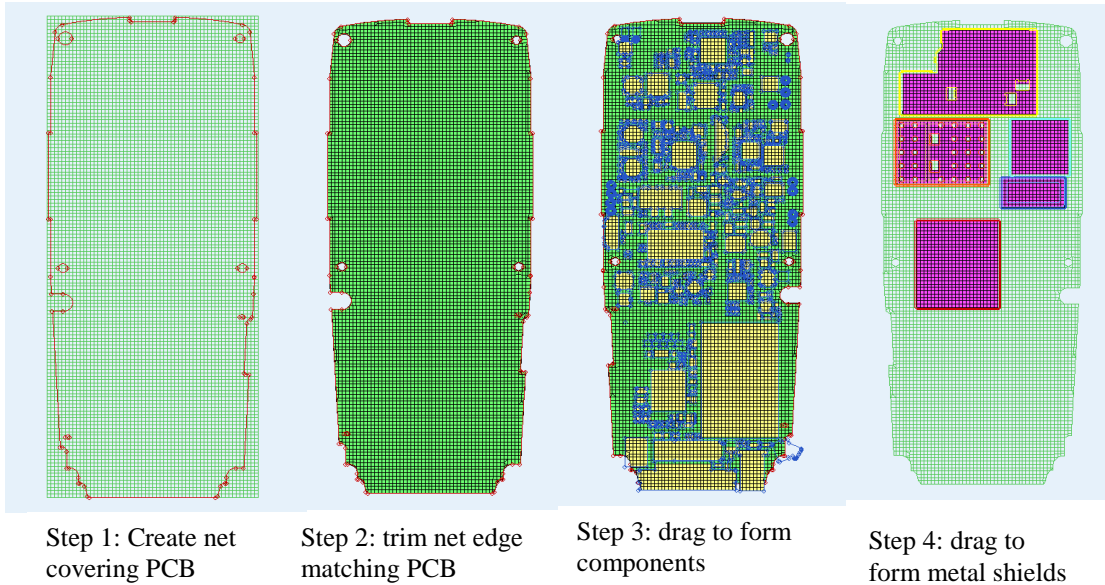 Step 1: Create net
covering PCB
Step 2: trim net edge
matching PCB
Step 3: drag to form
components
Step 4: drag to
form metal shields